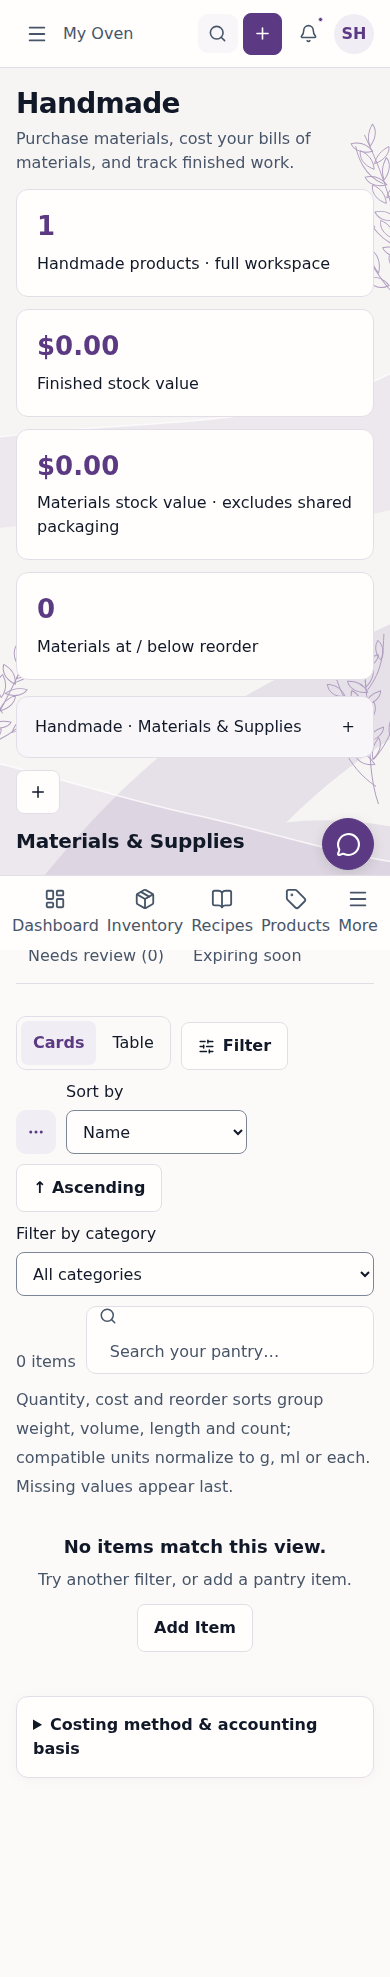 My Oven
SH
Handmade
Purchase materials, cost your bills of
materials, and track finished work.
1
Handmade products · full workspace
$0.00
Finished stock value
$0.00
Materials stock value · excludes shared
packaging
0
Materials at / below reorder
Handmade · Materials & Supplies +
+
Materials & Supplies
Dashboard Inventory Recipes Products More
Needs review (0) Expiring soon
Cards Table Filter
Sort by
... Name
↑ Ascending
Filter by category
All categories
0 items Search your pantry...
Quantity, cost and reorder sorts group
weight, volume, length and count;
compatible units normalize to g, ml or each.
Missing values appear last.
No items match this view.
Try another filter, or add a pantry item.
Add Item
▶ Costing method & accounting
basis